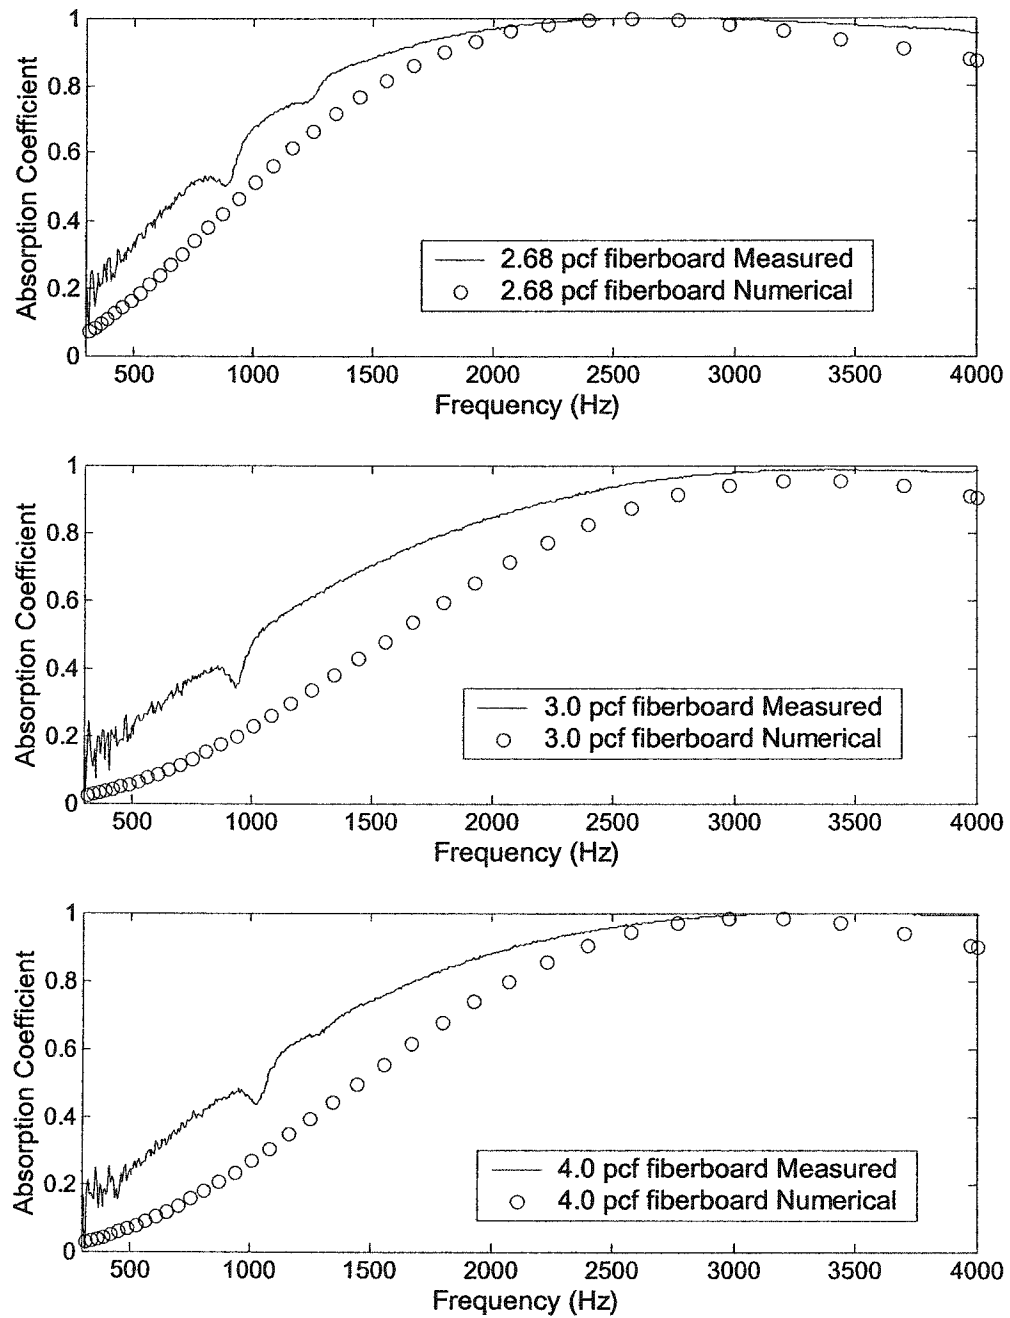 1
0.8
0.6
0.4
0.2
0
Absorption Coefficient
2.68 pcf fiberboard Measured
2.68 pcf fiberboard Numerical
500 1000 1500 2000 2500 3000 3500 4000
Frequency (Hz)
1
0.8
0.6
0.4
0.2
0
Absorption Coefficient
3.0 pcf fiberboard Measured
3.0 pcf fiberboard Numerical
500 1000 1500 2000 2500 3000 3500 4000
Frequency (Hz)
1
0.8
0.6
0.4
0.2
0
Absorption Coefficient
4.0 pcf fiberboard Measured
4.0 pcf fiberboard Numerical
500 1000 1500 2000 2500 3000 3500 4000
Frequency (Hz)